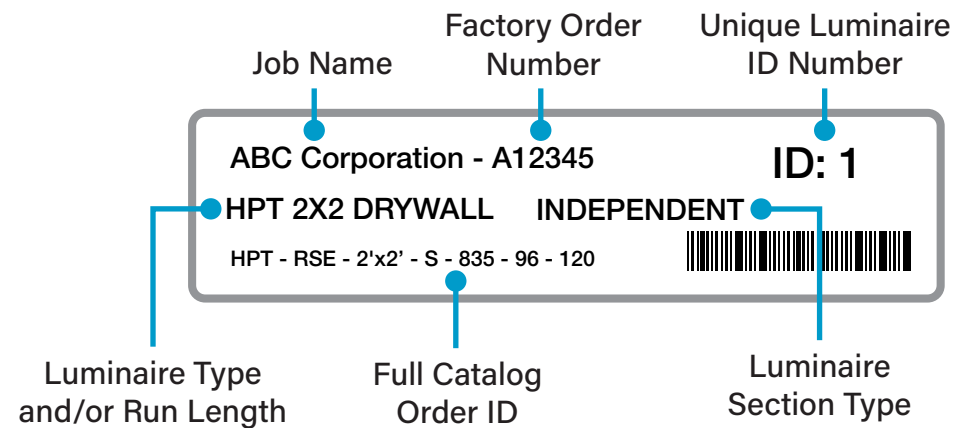 Job Name
Factory Order
Number
Unique Luminaire
ID Number
ABC Corporation - A12345
ID: 1
HPT 2X2 DRYWALL INDEPENDENT
HPT - RSE - 2'x2’ - S - 835 - 96 - 120
Luminaire Type
and/or Run Length
Full Catalog
Order ID
Luminaire
Section Type